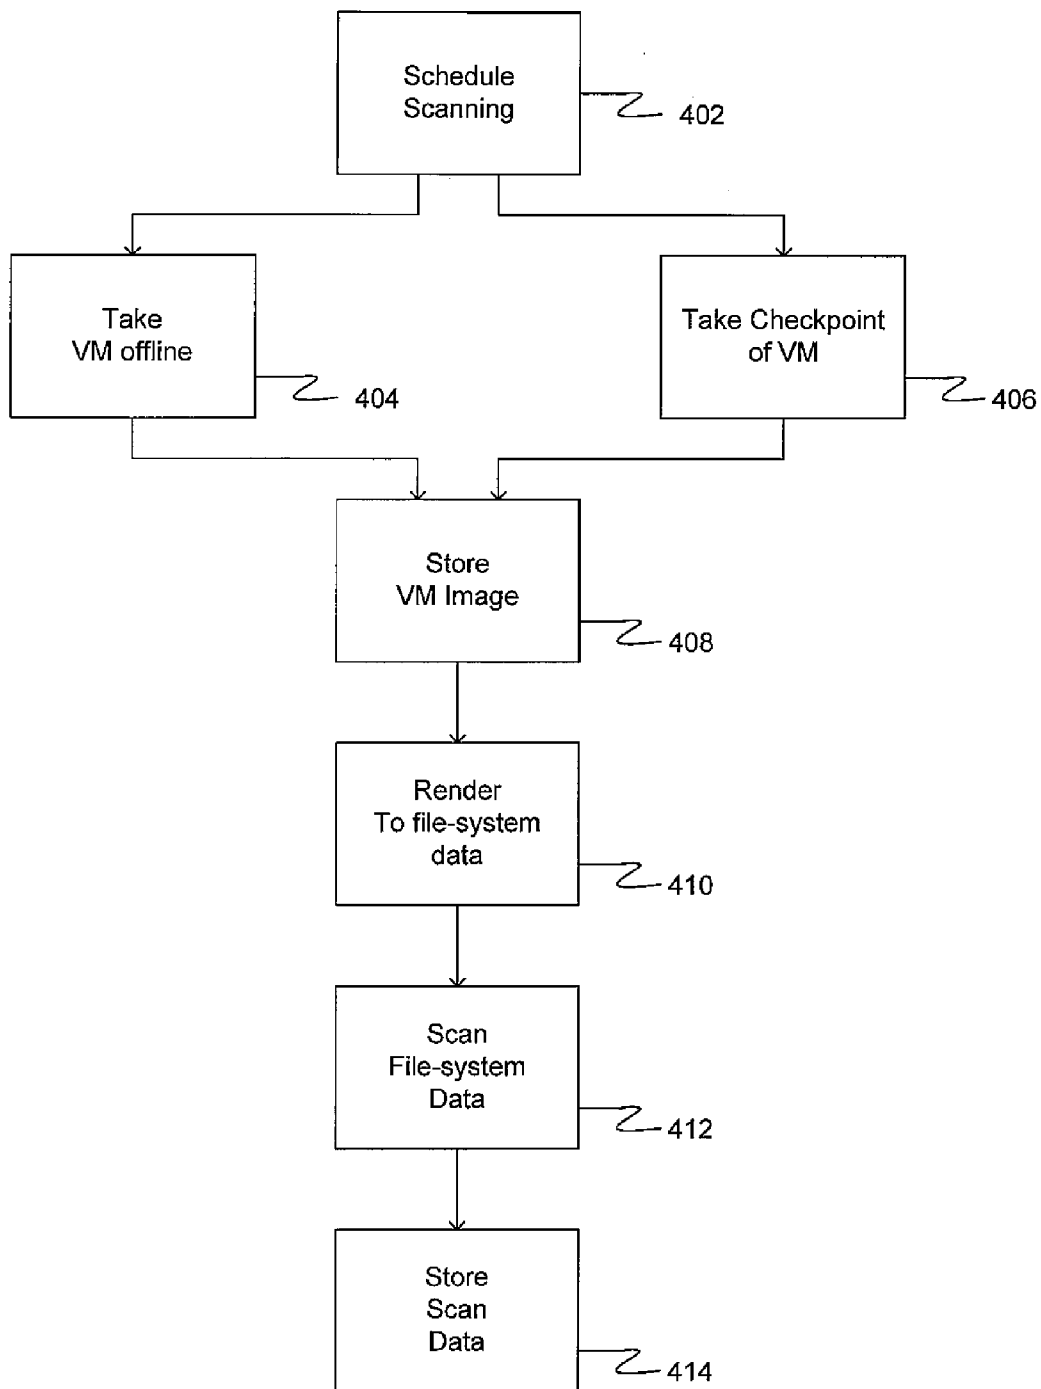 Schedule
Scanning
402
Take
VM offline
404
Take Checkpoint
of VM
406
Store
VM Image
408
Render
To file-system
data
410
Scan
File-system
Data
412
Store
Scan
Data
414